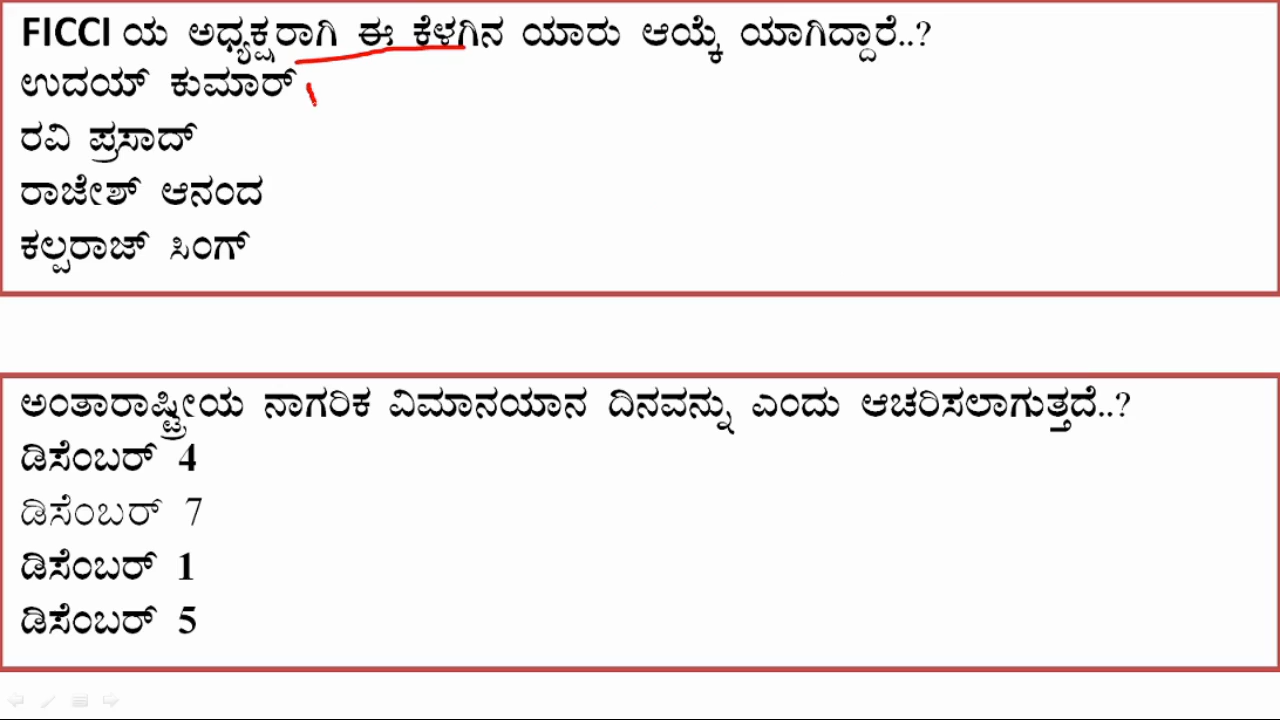 FICCI ಯ ಅಧ್ಯಕ್ಷರಾಗಿ ಈ ಕೆಳಗಿನ ಯಾರು ಆಯ್ಕೆ ಯಾಗಿದ್ದಾರೆ..?
ಉದಯ್ ಕುಮಾರ್
ರವಿ ಪ್ರಸಾದ್
ರಾಜೇಶ್ ಆನಂದ
ಕಲ್ಪರಾಜ್ ಸಿಂಗ್
ಅಂತಾರಾಷ್ಟ್ರೀಯ ನಾಗರಿಕ ವಿಮಾನಯಾನ ದಿನವನ್ನು ಎಂದು ಆಚರಿಸಲಾಗುತ್ತದೆ..?
ಡಿಸೆಂಬರ್ 4
ಡಿಸೆಂಬರ್ 7
ಡಿಸೆಂಬರ್ 1
ಡಿಸೆಂಬರ್ 5